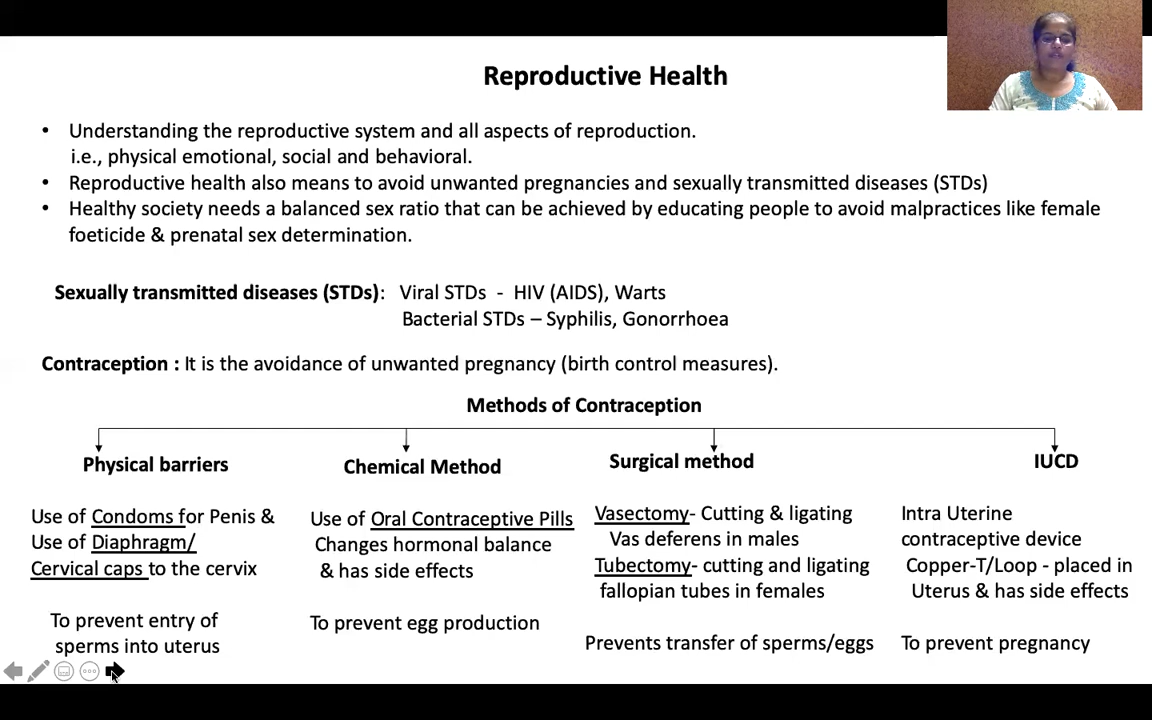 Reproductive Health
• Understanding the reproductive system and all aspects of reproduction.
i.e., physical emotional, social and behavioral.
• Reproductive health also means to avoid unwanted pregnancies and sexually transmitted diseases (STDs)
• Healthy society needs a balanced sex ratio that can be achieved by educating people to avoid malpractices like female
foeticide & prenatal sex determination.
Sexually transmitted diseases (STDs): Viral STDs - HIV (AIDS), Warts
Bacterial STDs – Syphilis, Gonorrhoea
Contraception : It is the avoidance of unwanted pregnancy (birth control measures).
Methods of Contraception
Physical barriers
Use of Condoms for Penis &
Use of Diaphragm/
Cervical caps to the cervix
To prevent entry of
sperms into uterus
Chemical Method
Use of Oral Contraceptive Pills
Changes hormonal balance
& has side effects
To prevent egg production
Surgical method
Vasectomy- Cutting & ligating
Vas deferens in males
Tubectomy- cutting and ligating
fallopian tubes in females
Prevents transfer of sperms/eggs
IUCD
Intra Uterine
contraceptive device
Copper-T/Loop - placed in
Uterus & has side effects
To prevent pregnancy